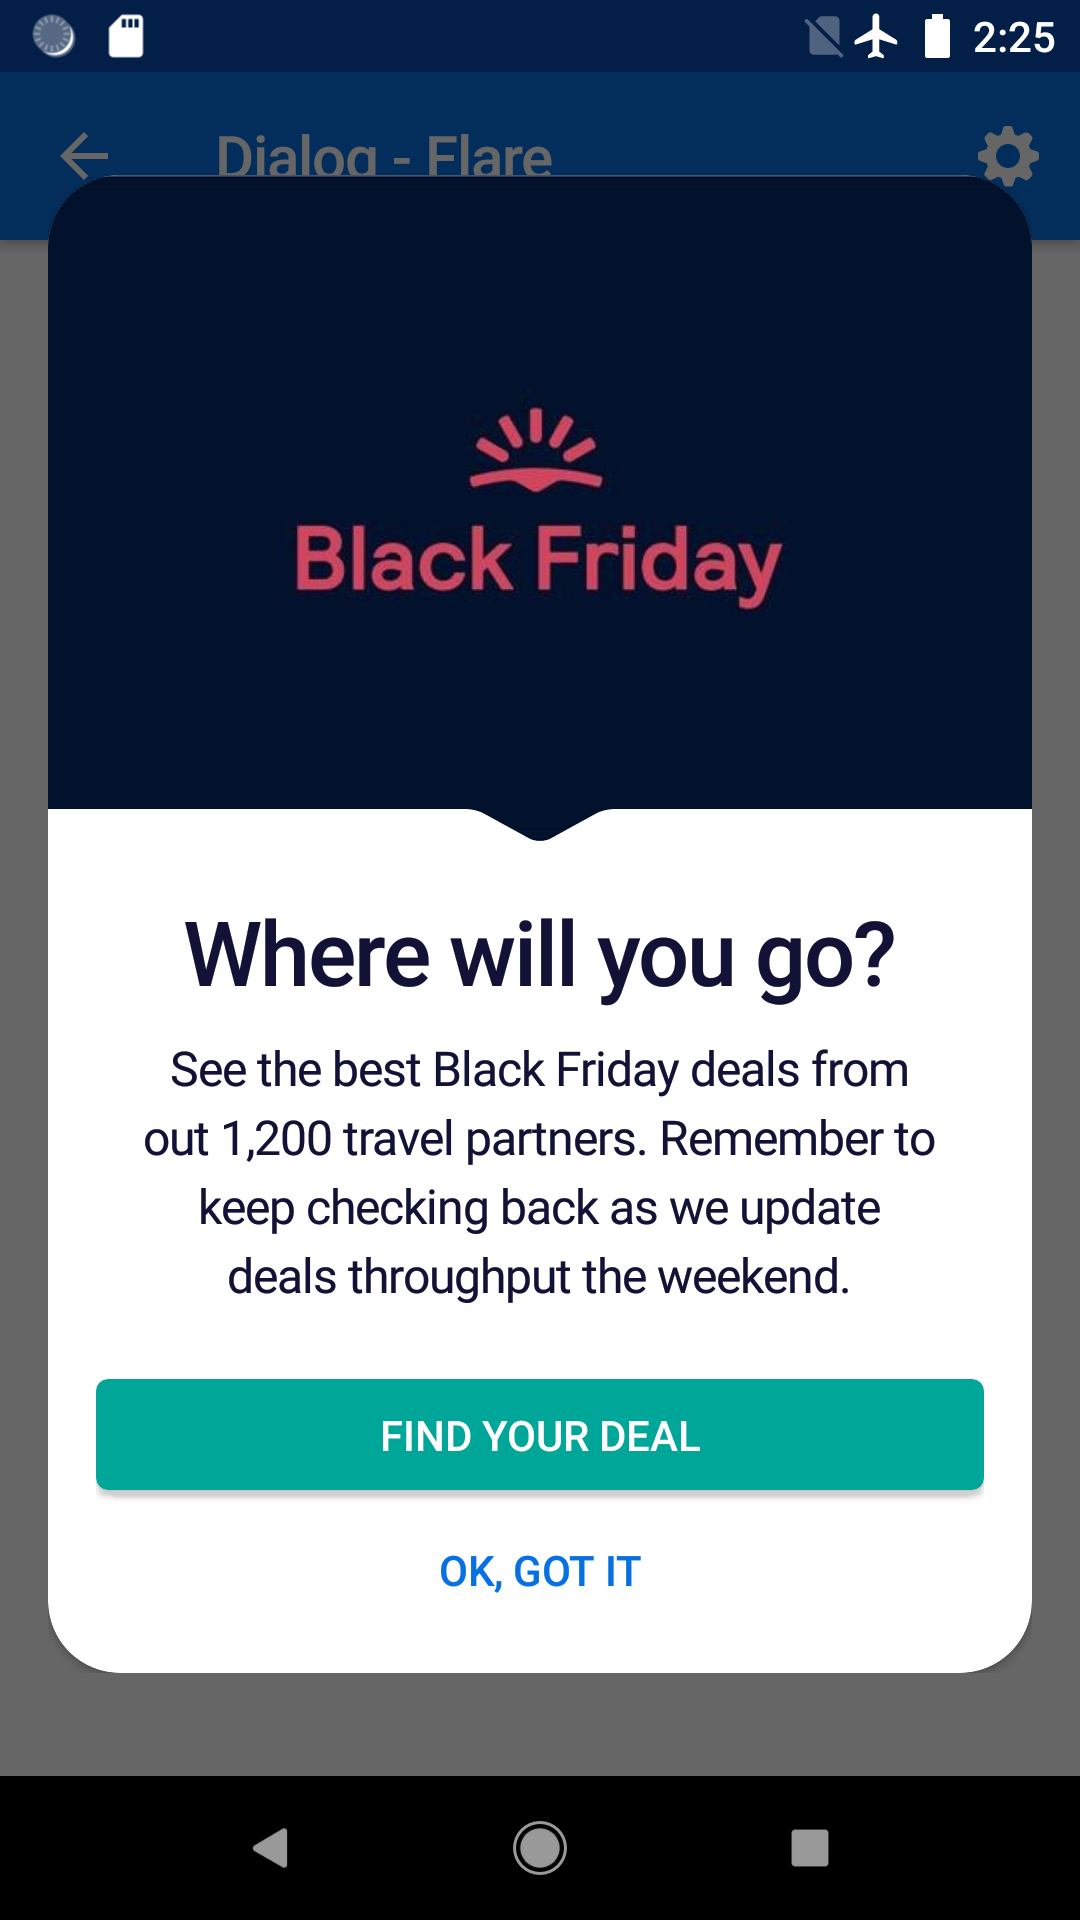 2:25
Dialog - Flare
Black Friday
Where will you go?
See the best Black Friday deals from
out 1,200 travel partners. Remember to
keep checking back as we update
deals throughput the weekend.
FIND YOUR DEAL
OK, GOT IT